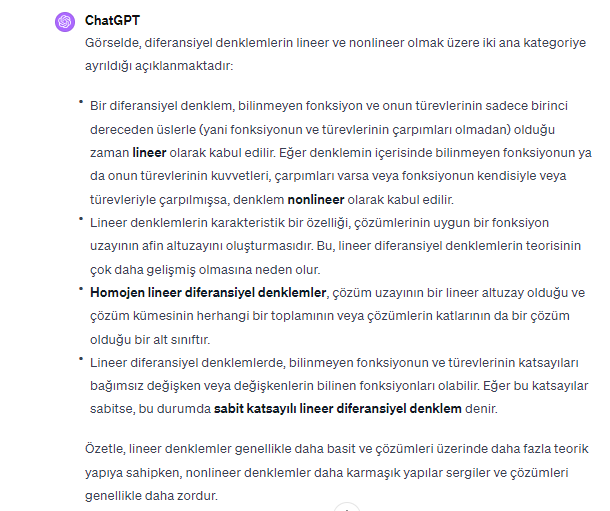 ChatGPT
Görselde, diferansiyel denklemlerin lineer ve nonlineer olmak üzere iki ana kategoriye
ayrıldığı açıklanmaktadır:
• Bir diferansiyel denklem, bilinmeyen fonksiyon ve onun türevlerinin sadece birinci
dereceden üslerle (yani fonksiyonun ve türevlerinin çarpımları olmadan) olduğu
zaman lineer olarak kabul edilir. Eğer denklemin içerisinde bilinmeyen fonksiyonun ya
da onun türevlerinin kuvvetleri, çarpımları varsa veya fonksiyonun kendisiyle veya
türevleriyle çarpılmışsa, denklem nonlineer olarak kabul edilir.
• Lineer denklemlerin karakteristik bir özelliği, çözümlerinin uygun bir fonksiyon
uzayının afin altuzayını oluşturmasıdır. Bu, lineer diferansiyel denklemlerin teorisinin
çok daha gelişmiş olmasına neden olur.
• Homojen lineer diferansiyel denklemler, çözüm uzayının bir lineer altuzay olduğu ve
çözüm kümesinin herhangi bir toplamının veya çözümlerin katlarının da bir çözüm
olduğu bir alt sınıftır.
• Lineer diferansiyel denklemlerde, bilinmeyen fonksiyonun ve türevlerinin katsayıları
bağımsız değişken veya değişkenlerin bilinen fonksiyonları olabilir. Eğer bu katsayılar
sabitse, bu durumda sabit katsayılı lineer diferansiyel denklem denir.
Özetle, lineer denklemler genellikle daha basit ve çözümleri üzerinde daha fazla teorik
yapıya sahipken, nonlineer denklemler daha karmaşık yapılar sergiler ve çözümleri
genellikle daha zordur.